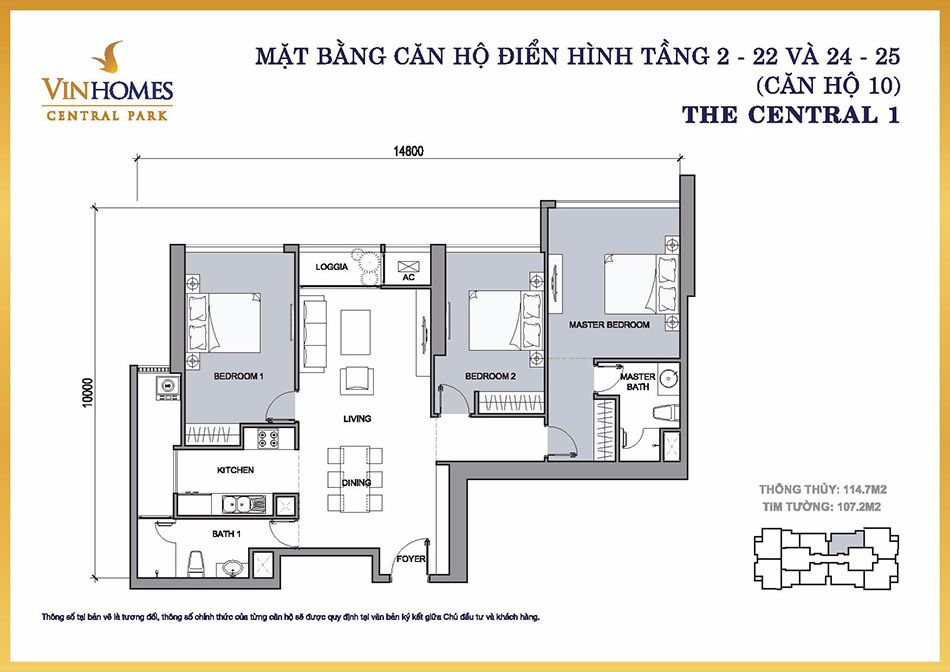 VINHOMES
CENTRAL PARK
MẶT BẰNG CĂN HỘ ĐIỂN HÌNH TẦNG 2 - 22 VÀ 24 - 25
(CĂN HỘ 10)
THE CENTRAL 1
14800
10000
LOGGIA
AC
MASTER BEDROOM
BEDROOM 1
BEDROOM 2
MASTER
BATH
LIVING
KITCHEN
DINING
BATH 1
FOYER
THÔNG THỦY: 114.7M2
TIM TƯỜNG: 107.2M2
Thông số tại bản vẽ là tương đối, thông số chính thức của từng căn hộ sẽ được quy định tại văn bản ký kết giữa Chủ đầu tư và khách hàng.